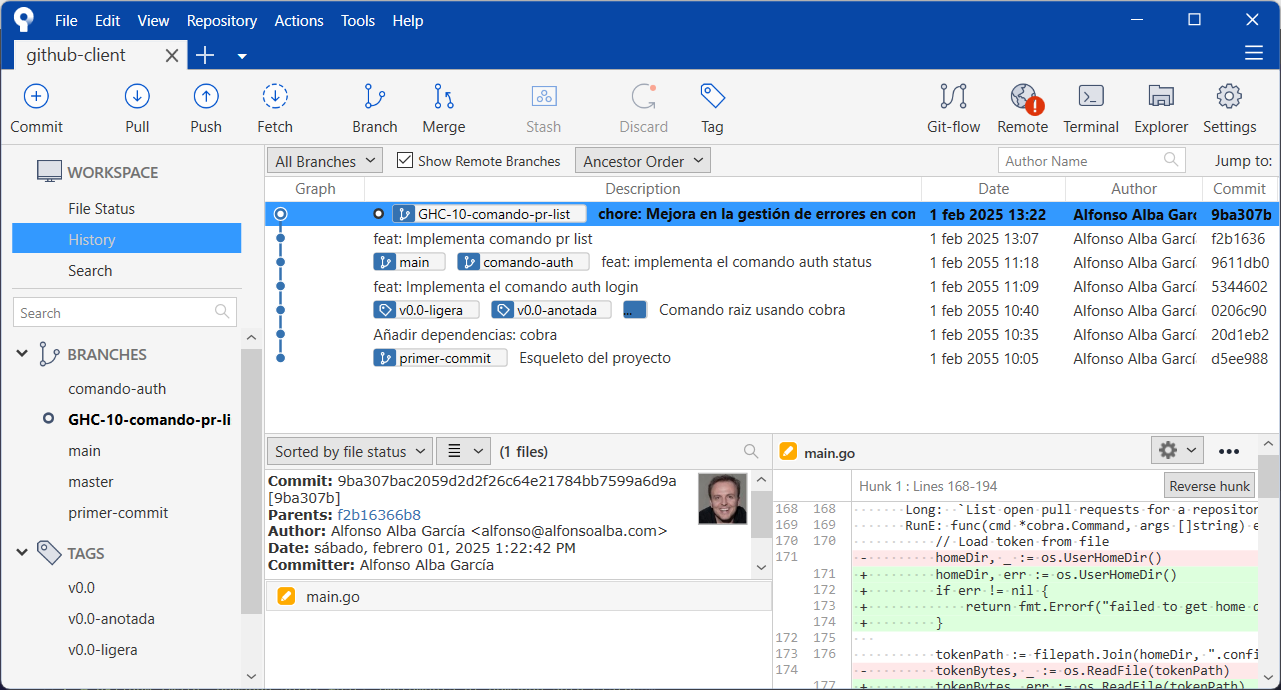 File Edit View Repository Actions Tools Help
github-client
Commit Pull Push Fetch Branch Merge Stash Discard Tag Git-flow Remote Terminal Explorer Settings
WORKSPACE
File Status
History
Search
Search
BRANCHES
comando-auth
GHC-10-comando-pr-li
main
master
primer-commit
TAGS
v0.0
v0.0-anotada
v0.0-ligera
All Branches Show Remote Branches Ancestor Order Author Name Jump to:
Graph Description Date Author Commit
GHC-10-comando-pr-list chore: Mejora en la gestión de errores en com 1 feb 2025 13:22 Alfonso Alba Garc 9ba307b
feat: Implementa comando pr list 1 feb 2025 13:07 Alfonso Alba Garcí f2b1636
main comando-auth feat: implementa el comando auth status 1 feb 2055 11:18 Alfonso Alba Garcí 9611db0
feat: Implementa el comando auth login 1 feb 2055 11:09 Alfonso Alba Garcí 5344602
v0.0-ligera v0.0-anotada ... Comando raiz usando cobra 1 feb 2055 10:40 Alfonso Alba Garcí 0206c90
Añadir dependencias: cobra 1 feb 2055 10:35 Alfonso Alba Garcí 20d1eb2
primer-commit Esqueleto del proyecto 1 feb 2055 10:05 Alfonso Alba Garcí d5ee988
Sorted by file status (1 files)
Commit: 9ba307bac2059d2d2f26c64e21784bb7599a6d9a
[9ba307b]
Parents: f2b16366b8
Author: Alfonso Alba García <alfonso@alfonsoalba.com>
Date: sábado, febrero 01, 2025 1:22:42 PM
Committer: Alfonso Alba García
main.go
main.go
Hunk 1 : Lines 168-194 Reverse hunk
168 168 Long: `List open pull requests for a repositor
169 169 RunE: func(cmd *cobra.Command, args []string) e
170 170 // Load token from file
171 - homeDir, _ := os.UserHomeDir()
171 + homeDir, err := os.UserHomeDir()
172 + if err != nil {
173 + return fmt.Errorf("failed to get home d
174 + }
172 175
173 176 tokenPath := filepath.Join(homeDir, ".confi
174 - tokenBytes, _ := os.ReadFile(tokenPath)
177 + tokenBytes, err := os.ReadFile(tokenPath)